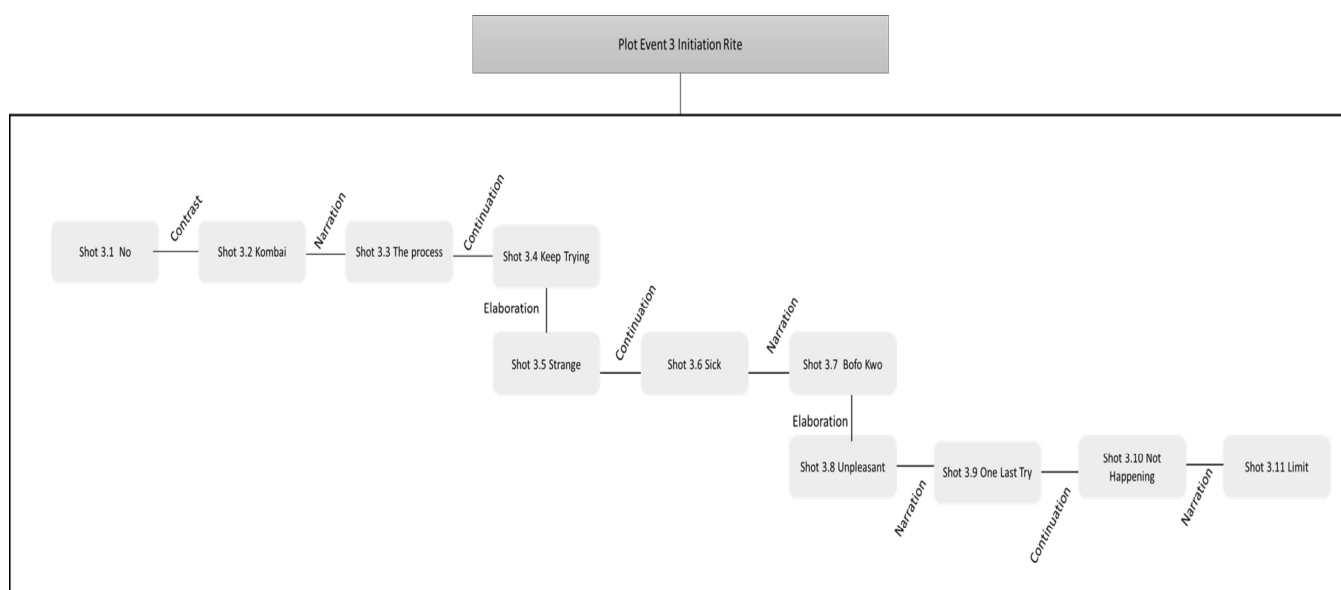 Plot Event 3 Initiation Rite
Contrast
Narration
Continuation
Shot 3.1 No
Shot 3.2 Kombai
Shot 3.3 The process
Shot 3.4 Keep Trying
Elaboration
Continuation
Narration
Shot 3.5 Strange
Shot 3.6 Sick
Shot 3.7 Bofo Kwo
Elaboration
Shot 3.8 Unpleasant
Shot 3.9 One Last Try
Shot 3.10 Not
Happening
Shot 3.11 Limit
Narration
Continuation
Narration